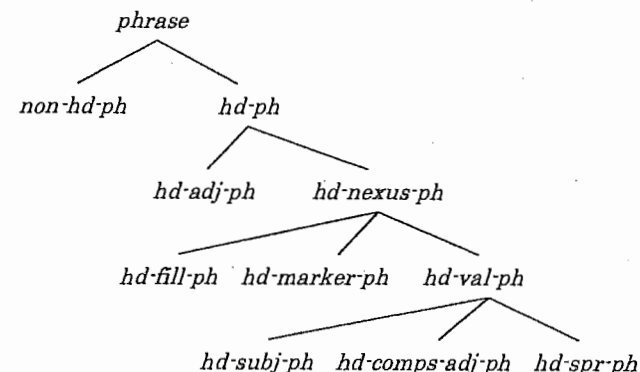 phrase
non-hd-ph hd-ph
hd-adj-ph hd-nexus-ph
hd-fill-ph hd-marker-ph hd-val-ph
hd-subj-ph hd-comps-adj-ph hd-spr-ph